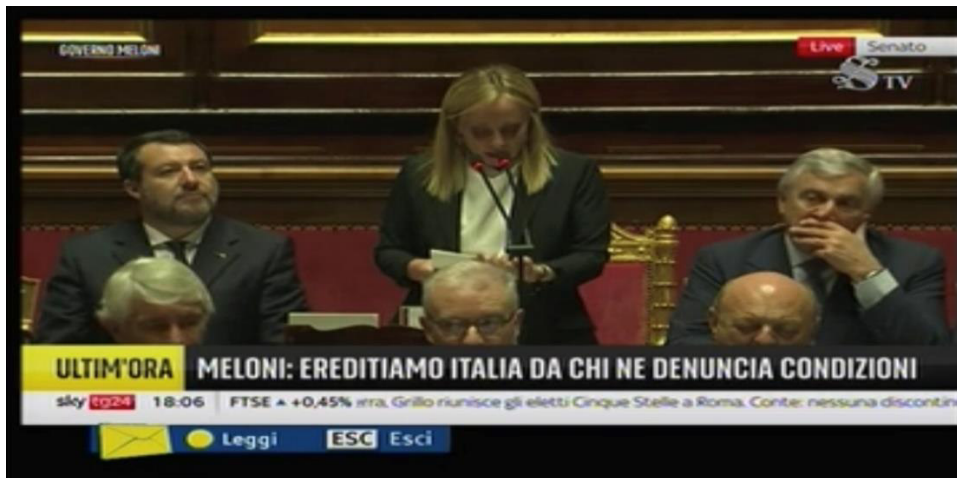 GOVERNO MELONI
Live Senato
S TV
ULTIM'ORA MELONI: EREDITIAMO ITALIA DA CHI NE DENUNCIA CONDIZIONI
sky tg24 18:06 FTSE ▲ +0,45% rra, Grillo riunisce gli eletti Cinque Stelle a Roma. Conte: nessuna discontin
Leggi ESC Esci